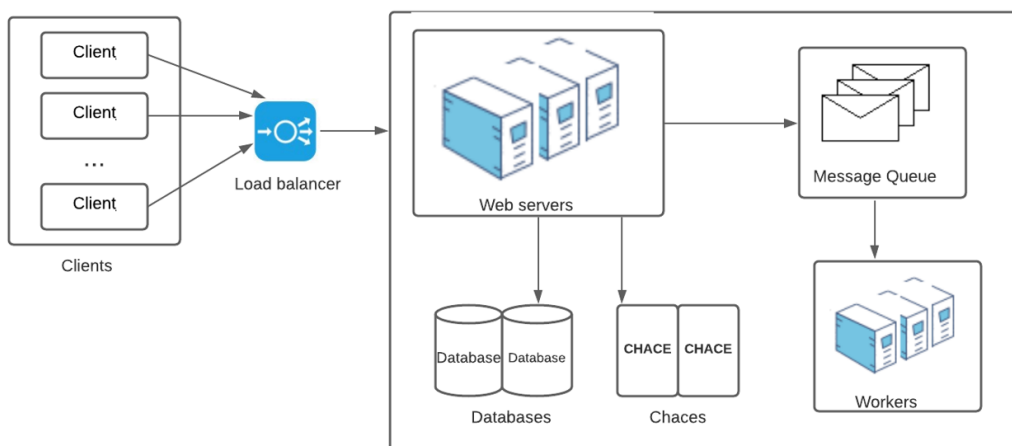 Client
Client
...
Client
Clients
Load balancer
Web servers
Message Queue
Database
Database
Databases
CHACE
CHACE
Chaces
Workers